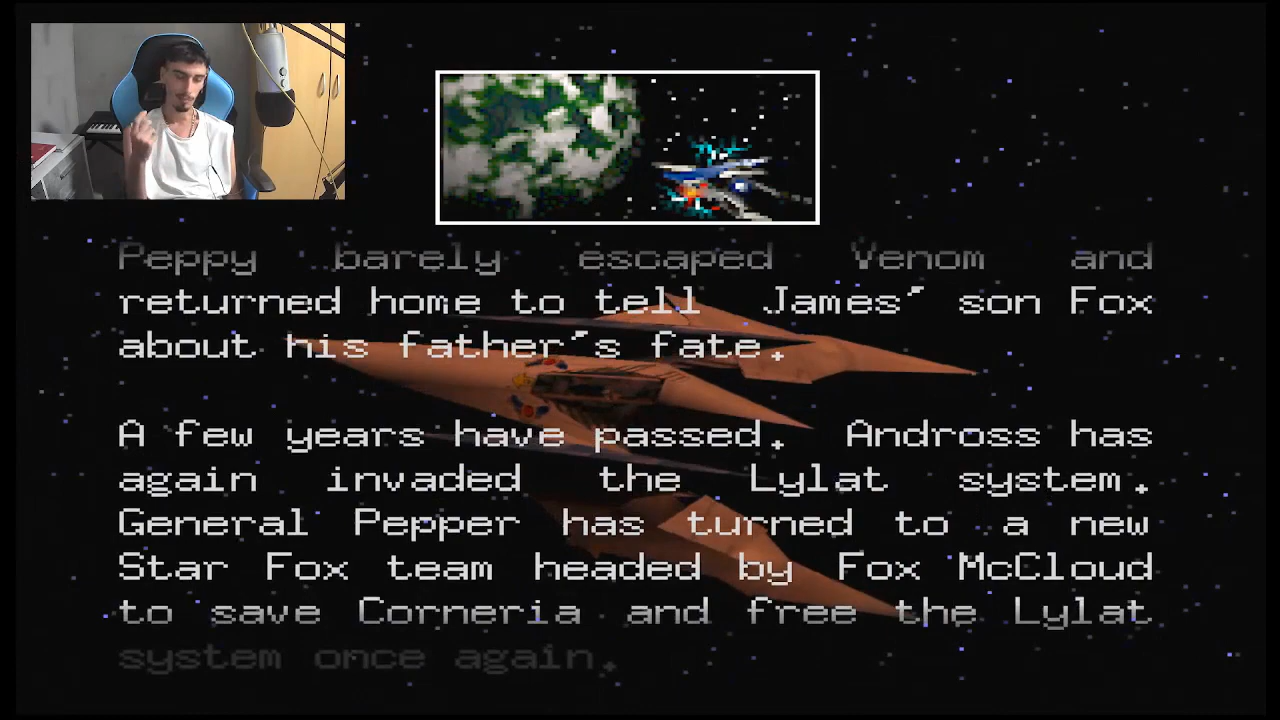 Peppy barely escaped Venom and
returned home to tell James' son Fox
about his father's fate.
A few years have passed. Andross has
again invaded the Lylat system.
General Pepper has turned to a new
Star Fox team headed by Fox McCloud
to save Corneria and free the Lylat
system once again.